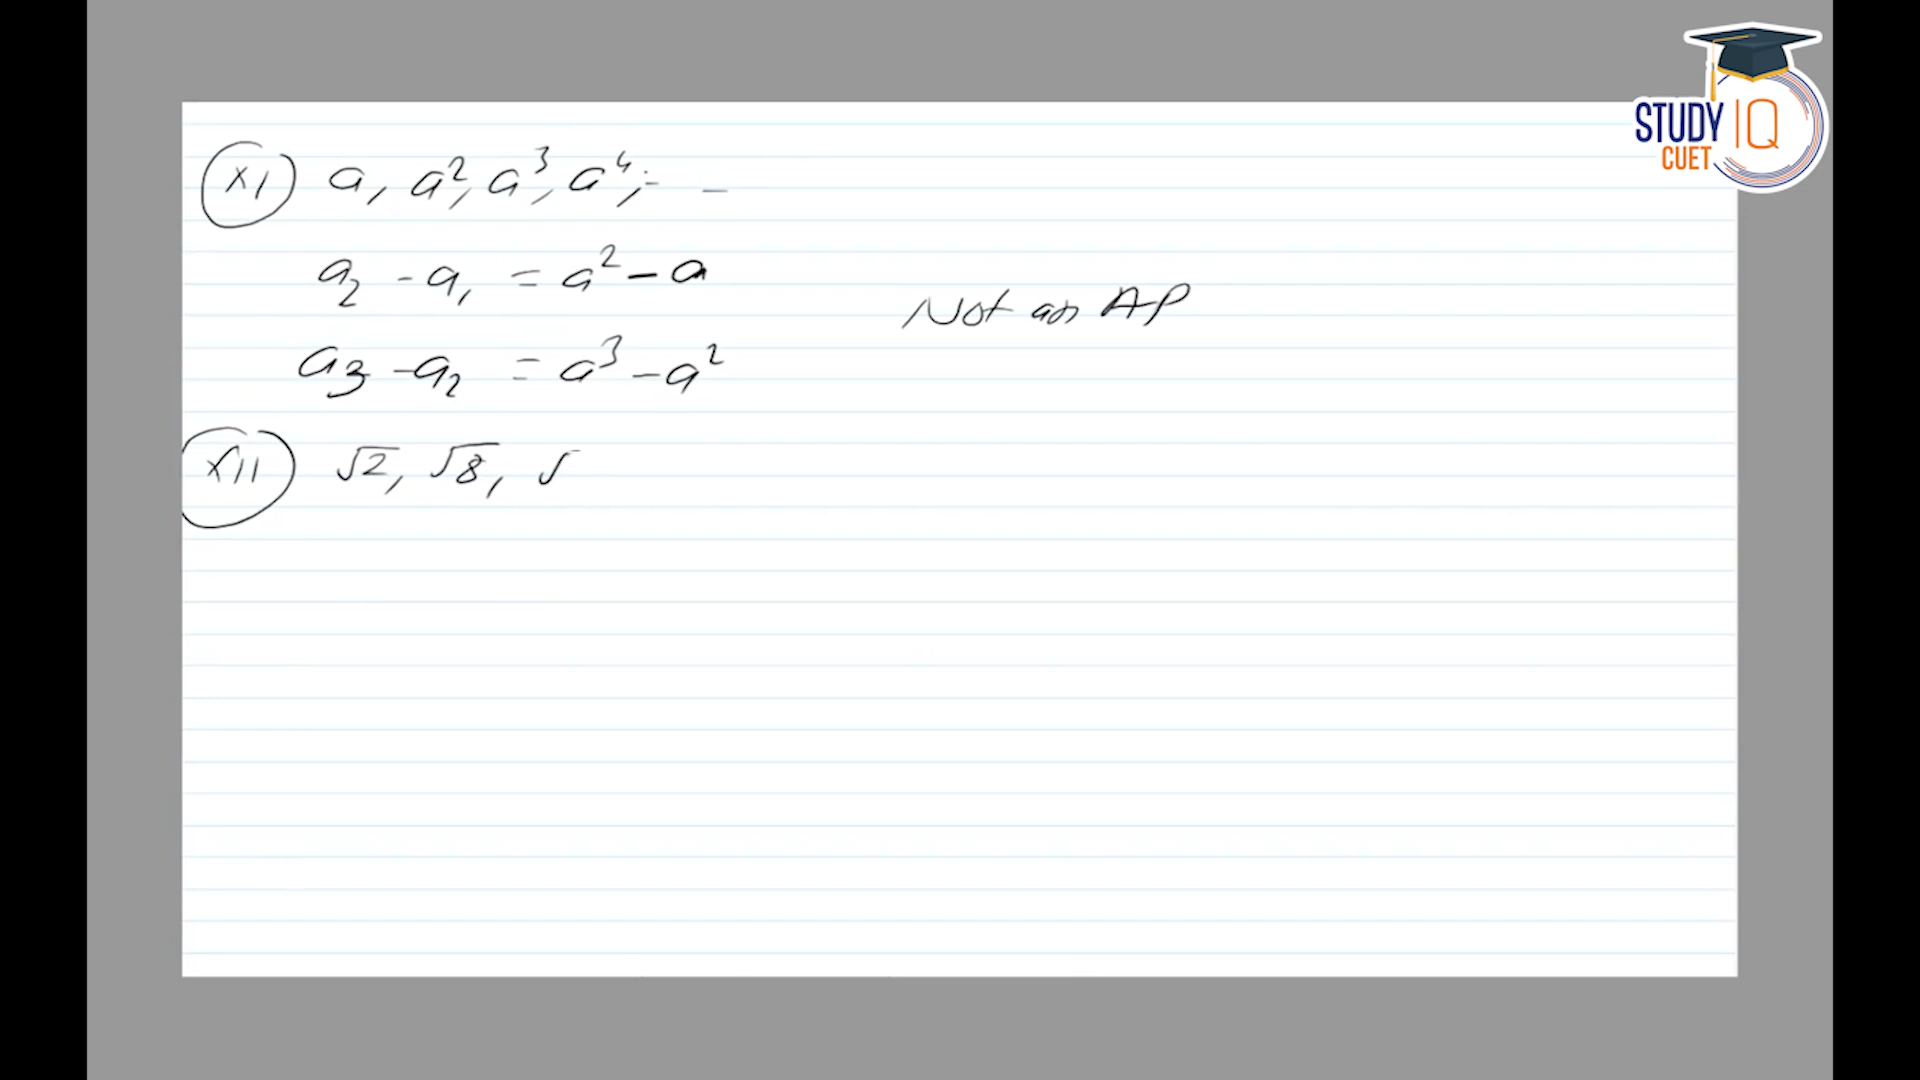 STUDY IQ
CUET
xi) a, a², a³, a⁴, - -
a₂ - a₁ = a² - a
Not an AP
a₃ - a₂ = a³ - a²
xii) √2, √8, √